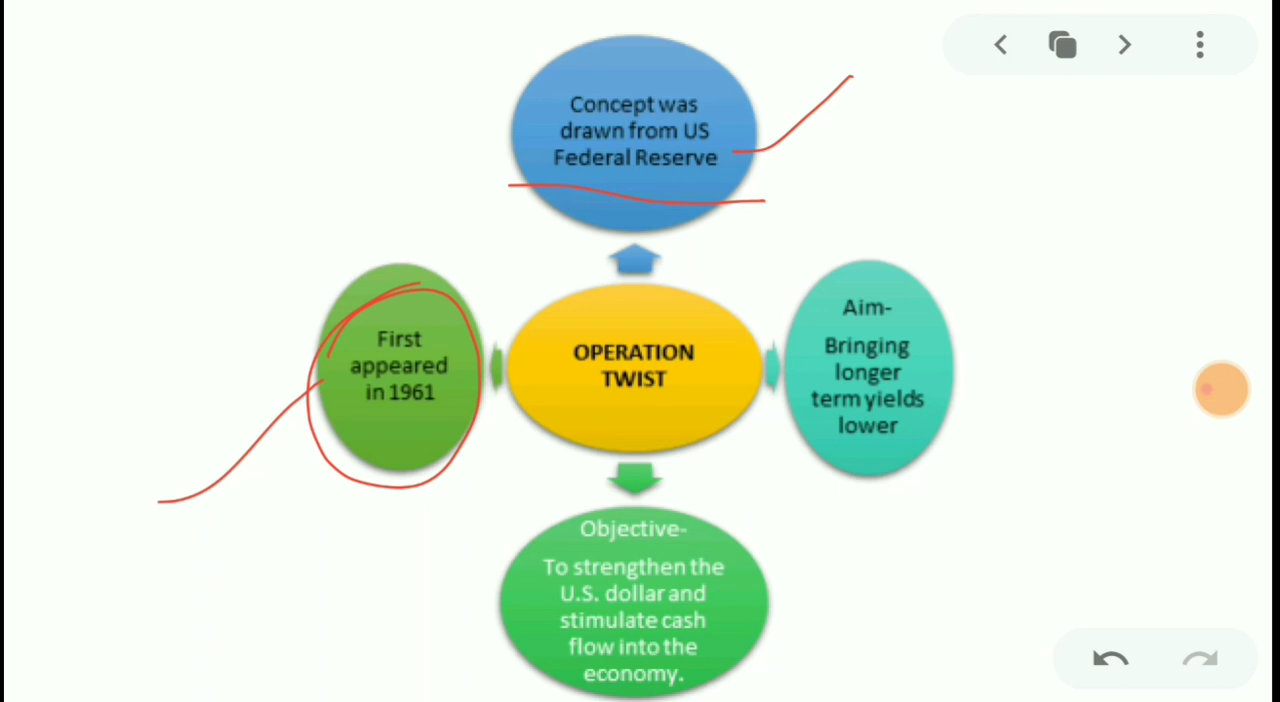 Concept was
drawn from US
Federal Reserve
First
appeared
in 1961
OPERATION
TWIST
Aim-
Bringing
longer
term yields
lower
Objective-
To strengthen the
U.S. dollar and
stimulate cash
flow into the
economy.